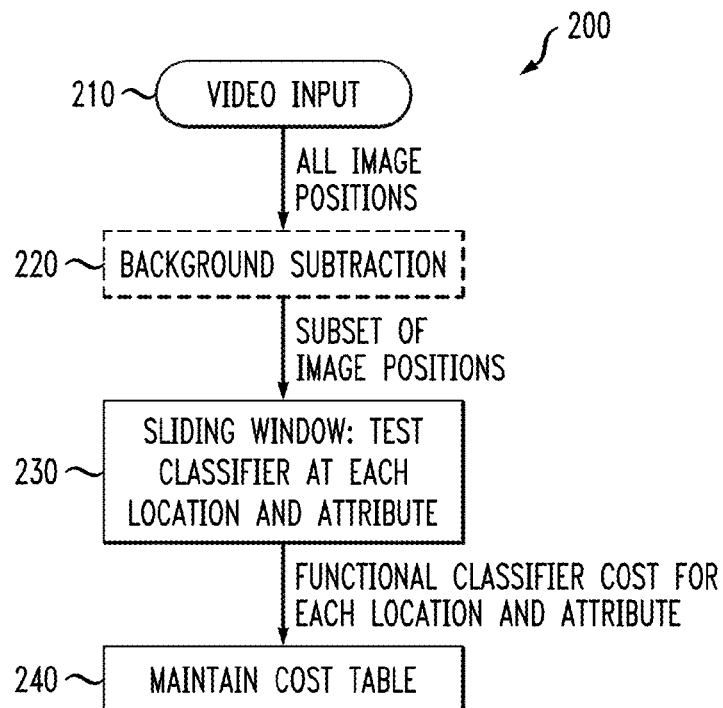 200
210
VIDEO INPUT
ALL IMAGE
POSITIONS
220
BACKGROUND SUBTRACTION
SUBSET OF
IMAGE POSITIONS
230
SLIDING WINDOW: TEST
CLASSIFIER AT EACH
LOCATION AND ATTRIBUTE
FUNCTIONAL CLASSIFIER COST FOR
EACH LOCATION AND ATTRIBUTE
240
MAINTAIN COST TABLE